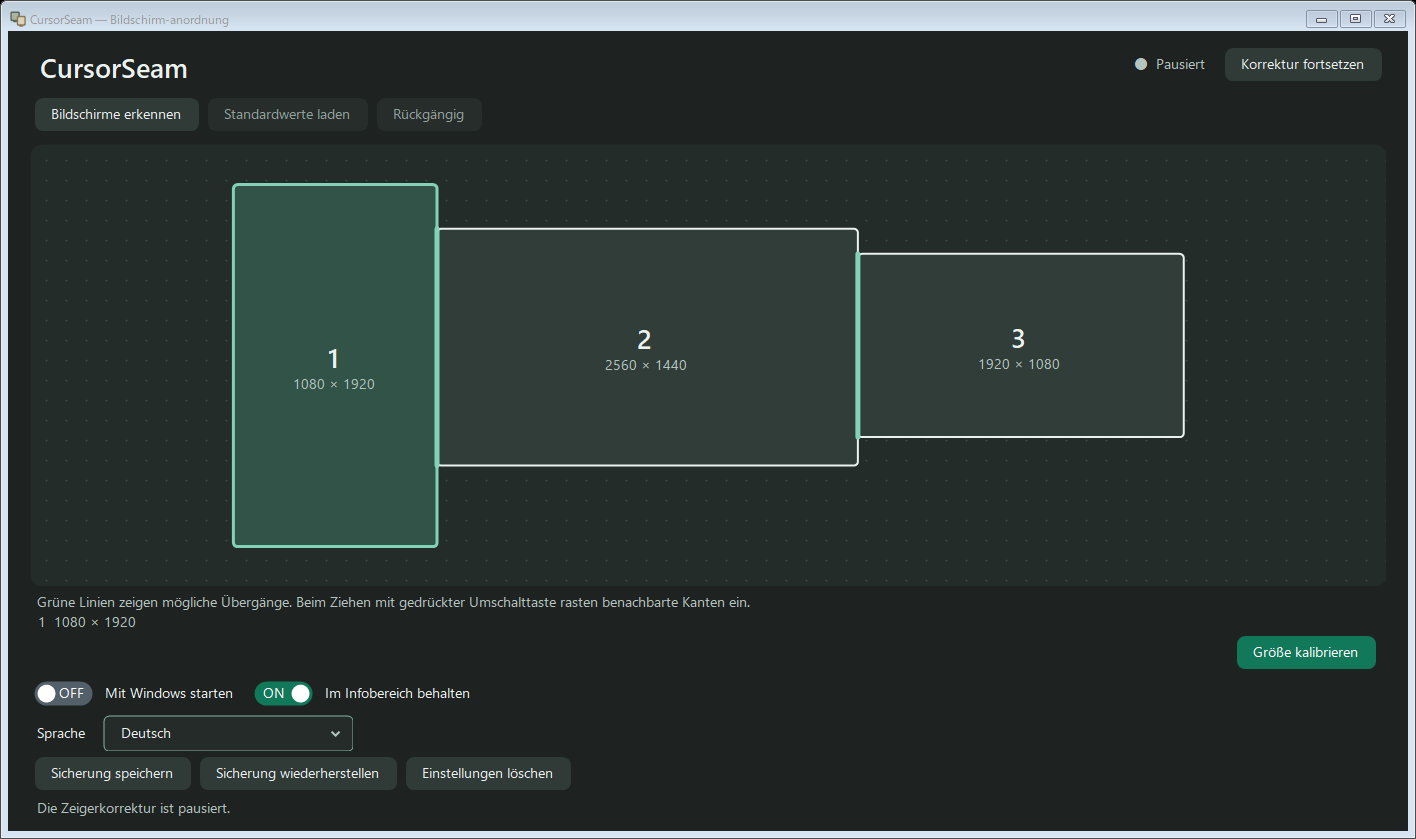 CursorSeam — Bildschirm-anordnung
CursorSeam
Pausiert
Korrektur fortsetzen
Bildschirme erkennen
Standardwerte laden
Rückgängig
1
1080 × 1920
2
2560 × 1440
3
1920 × 1080
Grüne Linien zeigen mögliche Übergänge. Beim Ziehen mit gedrückter Umschalttaste rasten benachbarte Kanten ein.
1 1080 × 1920
Größe kalibrieren
OFF Mit Windows starten
ON Im Infobereich behalten
Sprache Deutsch
Sicherung speichern
Sicherung wiederherstellen
Einstellungen löschen
Die Zeigerkorrektur ist pausiert.